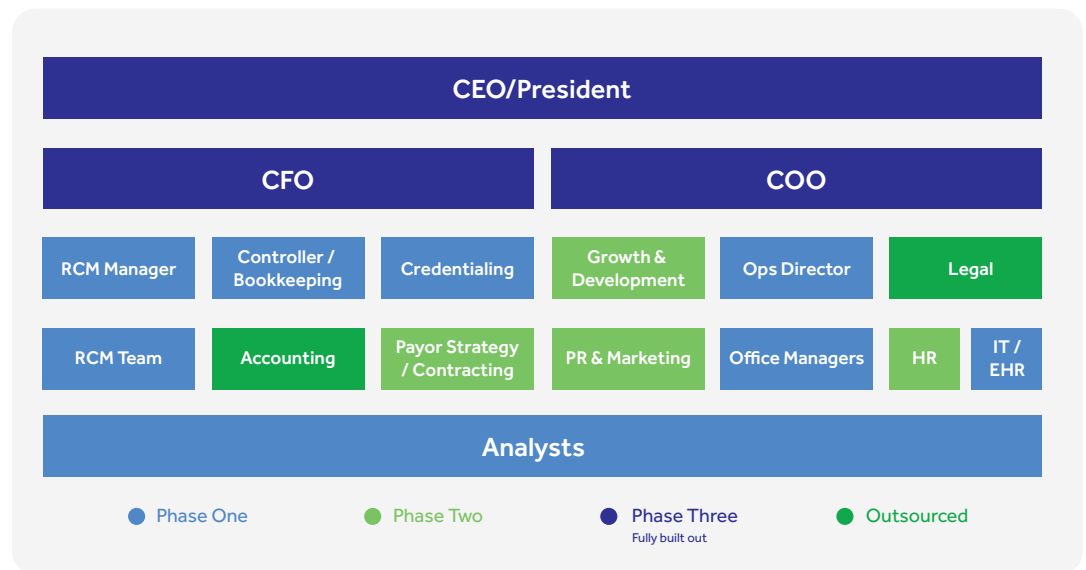 CEO/President
CFO
COO
RCM Manager
Controller /
Bookkeeping
Credentialing
Growth &
Development
Ops Director
Legal
RCM Team
Accounting
Payor Strategy
/ Contracting
PR & Marketing
Office Managers
HR
IT /
EHR
Analysts
Phase One
Phase Two
Phase Three
Fully built out
Outsourced